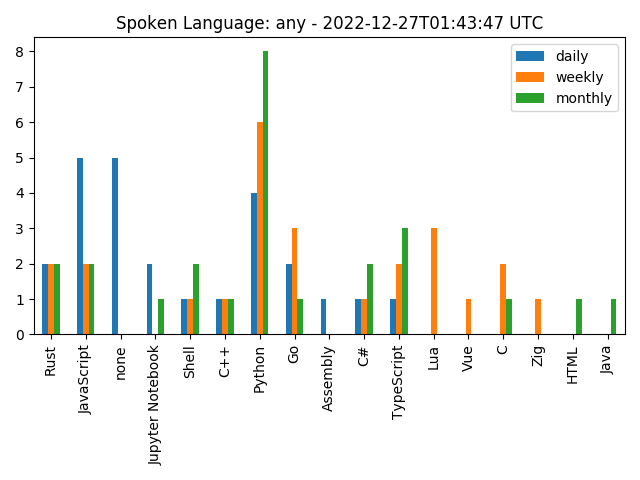 Spoken Language: any - 2022-12-27T01:43:47 UTC
daily
weekly
monthly
8
7
6
5
4
3
2
1
0
Rust
JavaScript
none
Jupyter Notebook
Shell
C++
Python
Go
Assembly
C#
TypeScript
Lua
Vue
C
Zig
HTML
Java